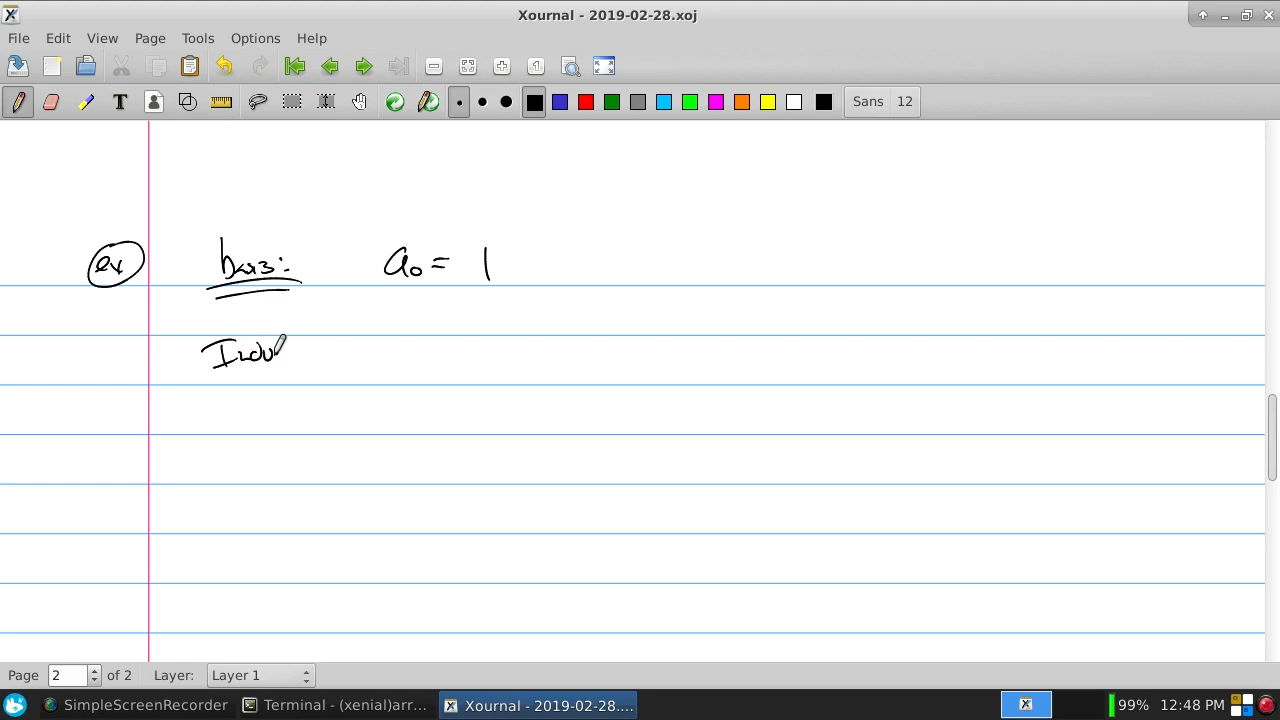 Xournal - 2019-02-28.xoj
File Edit View Page Tools Options Help
Sans 12
ex basis: a₀ = 1
Indu
Page 2 of 2 Layer: Layer 1
SimpleScreenRecorder Terminal - (xenial)arr... Xournal - 2019-02-28.... 99% 12:48 PM